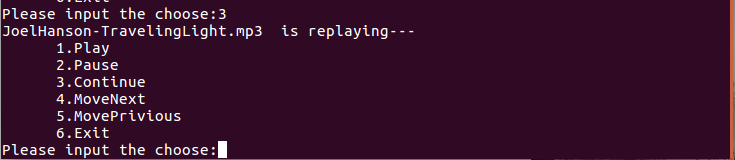 Please input the choose:3
JoelHanson-TravelingLight.mp3  is replaying---
1.Play
2.Pause
3.Continue
4.MoveNext
5.MovePrivious
6.Exit
Please input the choose: